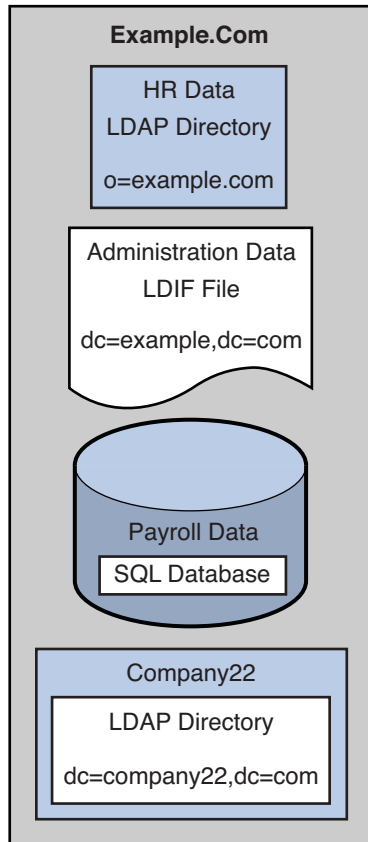 Example.Com
HR Data
LDAP Directory
o=example.com
Administration Data
LDIF File
dc=example,dc=com
Payroll Data
SQL Database
Company22
LDAP Directory
dc=company22,dc=com